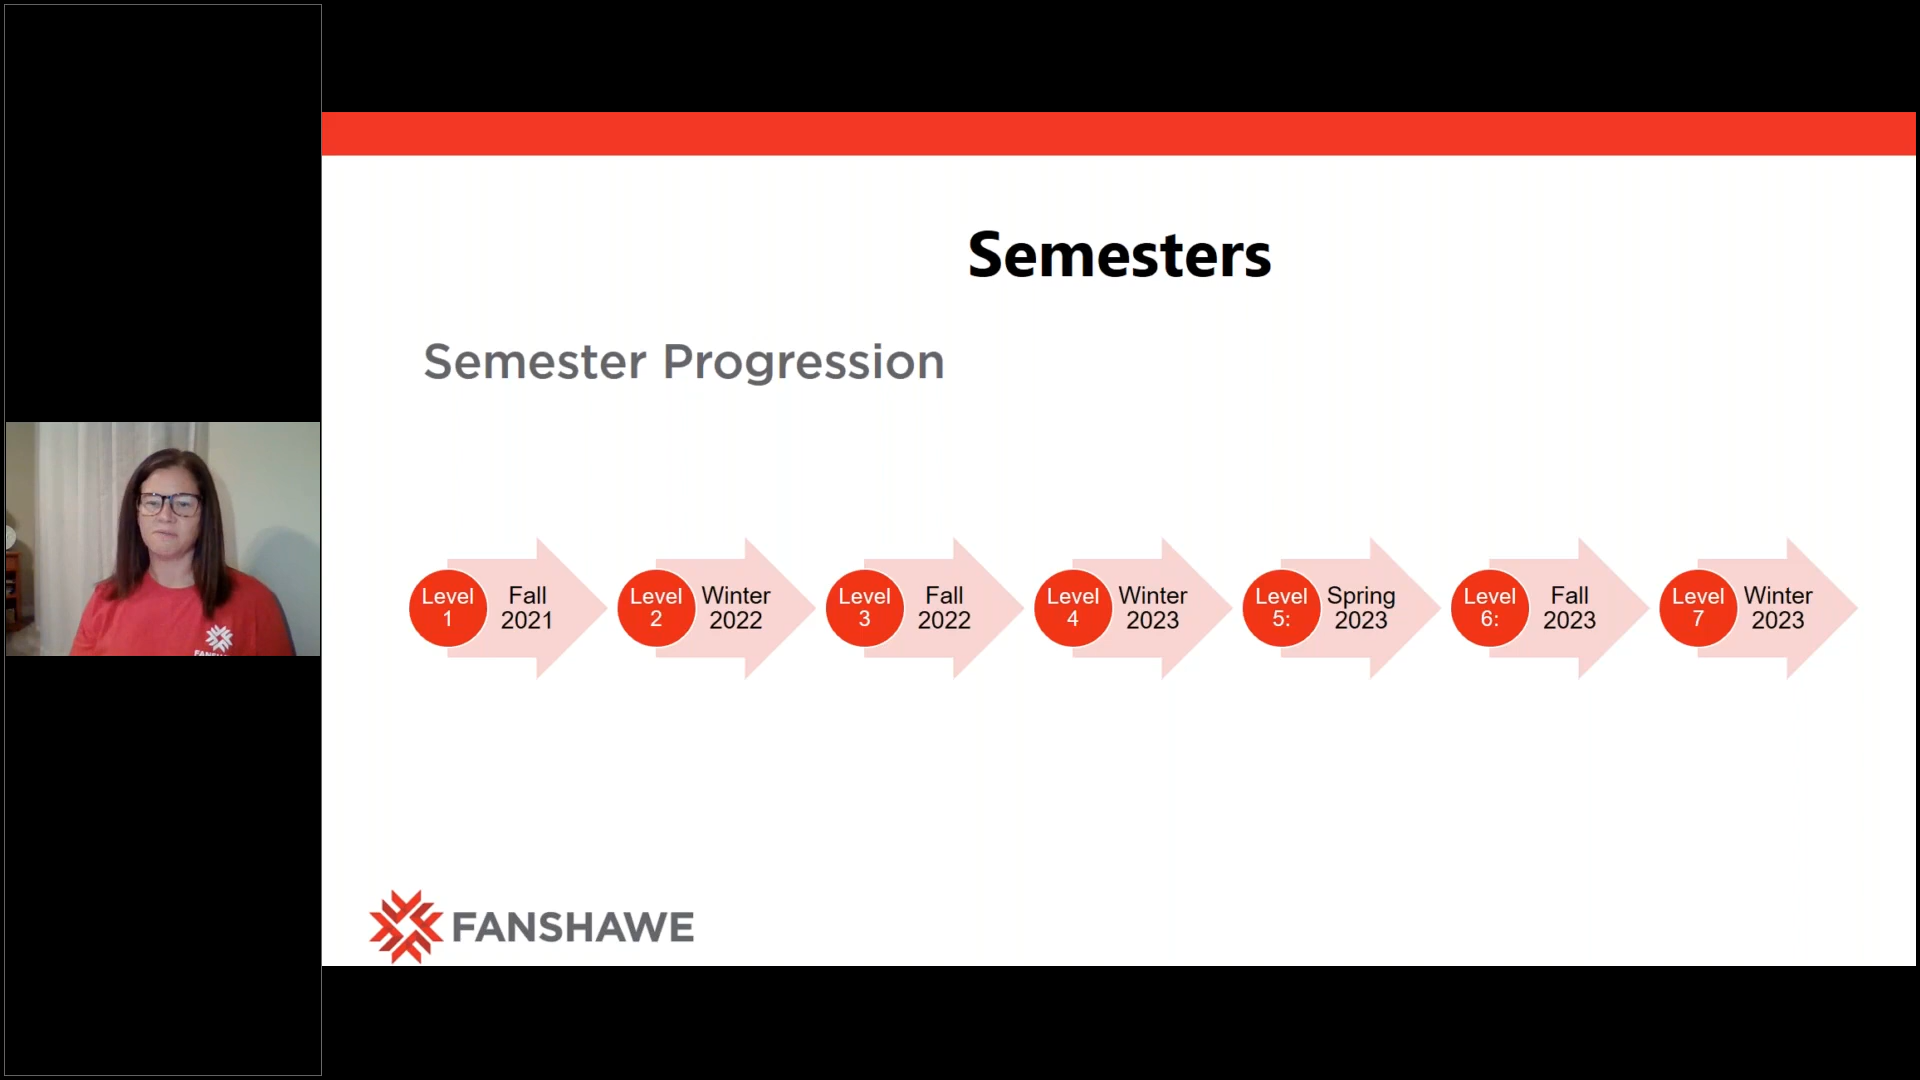 Semesters
Semester Progression
Level
1
Fall
2021
Level
2
Winter
2022
Level
3
Fall
2022
Level
4
Winter
2023
Level
5:
Spring
2023
Level
6:
Fall
2023
Level
7
Winter
2023
FANSHAWE